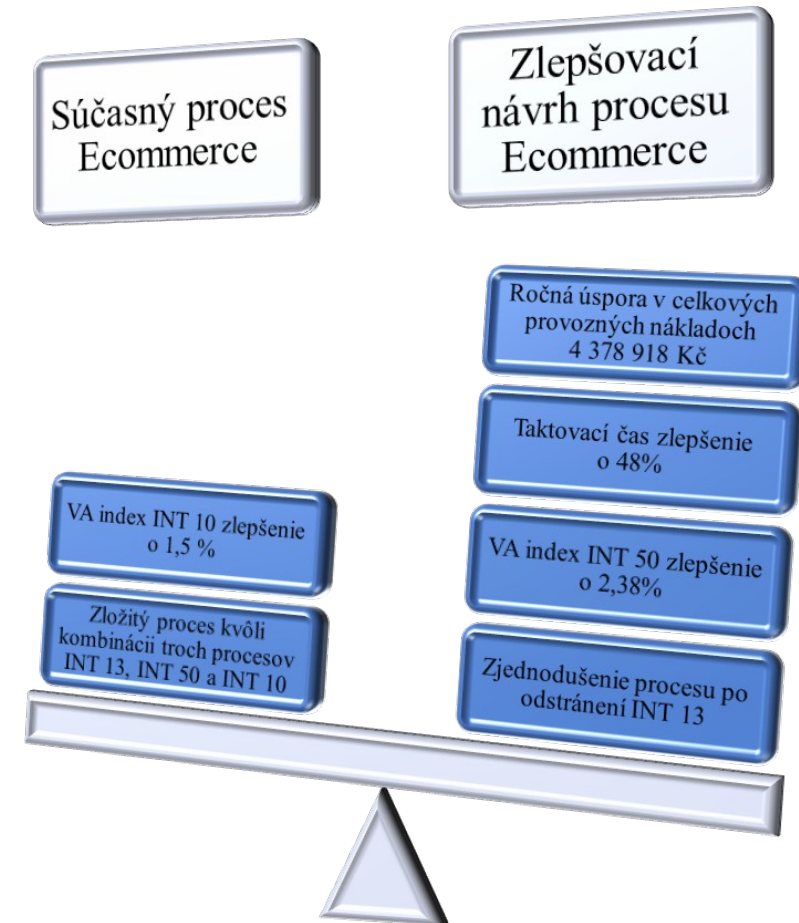 Súčasný proces
Ecommerce
Zlepšovací
návrh procesu
Ecommerce
VA index INT 10 zlepšenie
o 1,5 %
Zložitý proces kvôli
kombinácii troch procesov
INT 13, INT 50 a INT 10
Ročná úspora v celkových
provozných nákladoch
4 378 918 Kč
Taktovací čas zlepšenie
o 48%
VA index INT 50 zlepšenie
o 2,38%
Zjednodušenie procesu po
odstránení INT 13